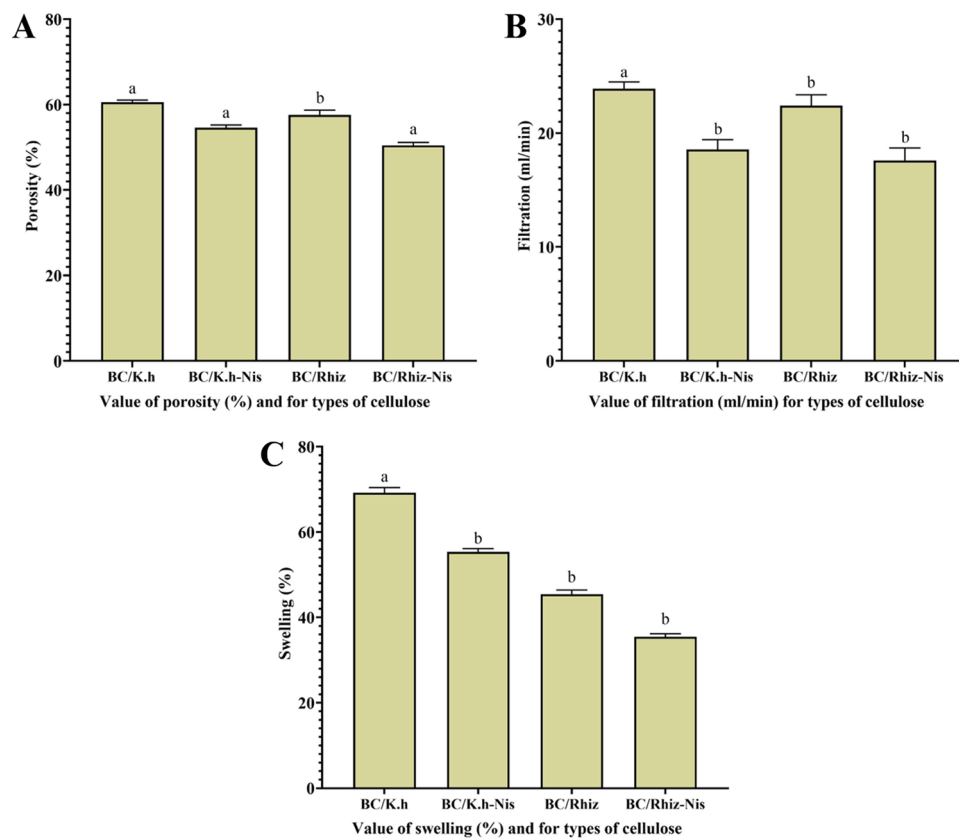 A
80
60
40
20
0
Porosity (%)
a
a
b
a
BC/K.h BC/K.h-Nis BC/Rhiz BC/Rhiz-Nis
Value of porosity (%) and for types of cellulose
B
30
20
10
0
Filtration (ml/min)
a
b
b
b
BC/K.h BC/K.h-Nis BC/Rhiz BC/Rhiz-Nis
Value of filtration (ml/min) for types of cellulose
C
80
60
40
20
0
Swelling (%)
a
b
b
b
BC/K.h BC/K.h-Nis BC/Rhiz BC/Rhiz-Nis
Value of swelling (%) and for types of cellulose